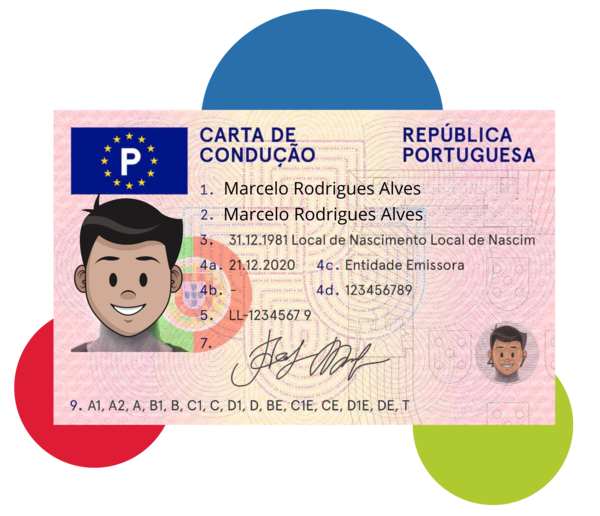 P
CARTA DE CONDUÇÃO
REPÚBLICA PORTUGUESA
1. Marcelo Rodrigues Alves
2. Marcelo Rodrigues Alves
3. 31.12.1981 Local de Nascimento Local de Nascim
4a. 21.12.2020 4c. Entidade Emissora
4b. - 4d. 123456789
5. LL-1234567 9
7.
9. A1, A2, A, B1, B, C1, C, D1, D, BE, C1E, CE, D1E, DE, T